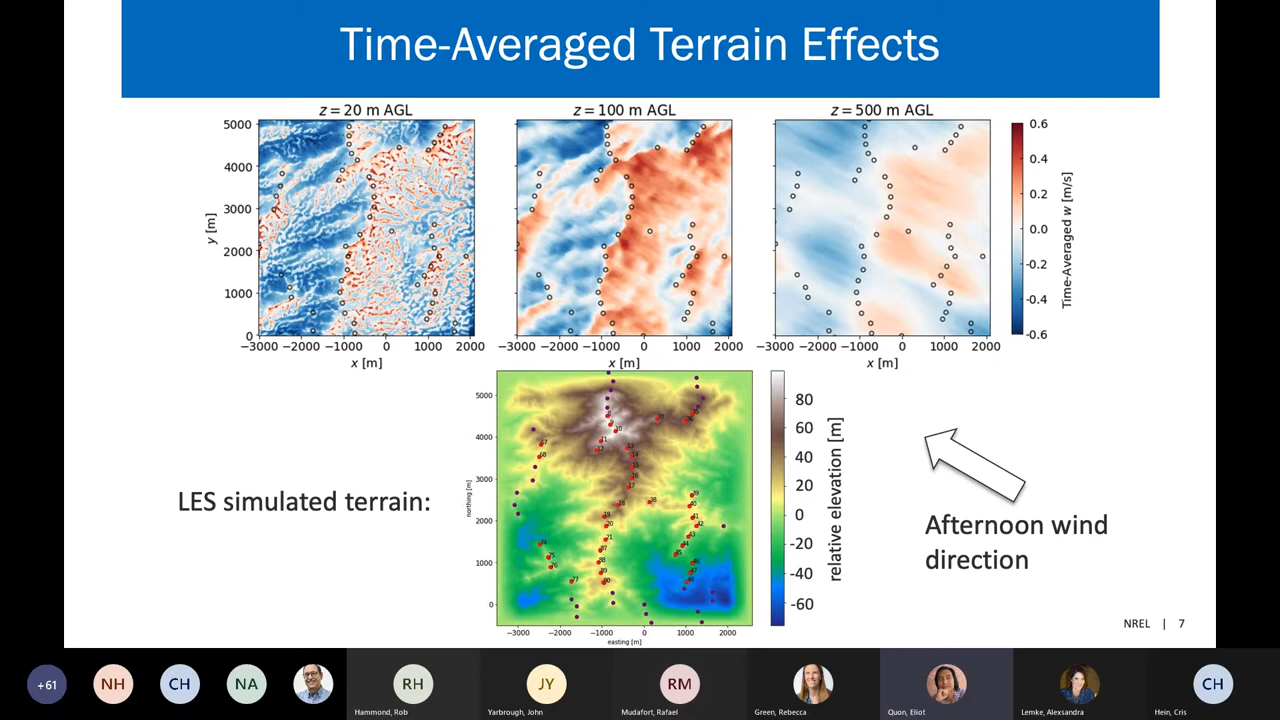 Time-Averaged Terrain Effects
z = 20 m AGL
z = 100 m AGL
z = 500 m AGL
5000
4000
3000
2000
1000
0
y [m]
−3000 −2000 −1000 0 1000 2000
x [m]
−3000 −2000 −1000 0 1000 2000
x [m]
−3000 −2000 −1000 0 1000 2000
x [m]
0.6
0.4
0.2
0.0
−0.2
−0.4
−0.6
Time-Averaged w [m/s]
LES simulated terrain:
5000
4000
3000
2000
1000
0
northing [m]
−3000 −2000 −1000 0 1000 2000
easting [m]
80
60
40
20
0
-20
-40
-60
relative elevation [m]
Afternoon wind
direction
NREL | 7
+61
NH
CH
NA
RH
Hammond, Rob
JY
Yarbrough, John
RM
Mudafort, Rafael
Green, Rebecca
Quon, Eliot
Lemke, Alexsandra
CH
Hein, Cris